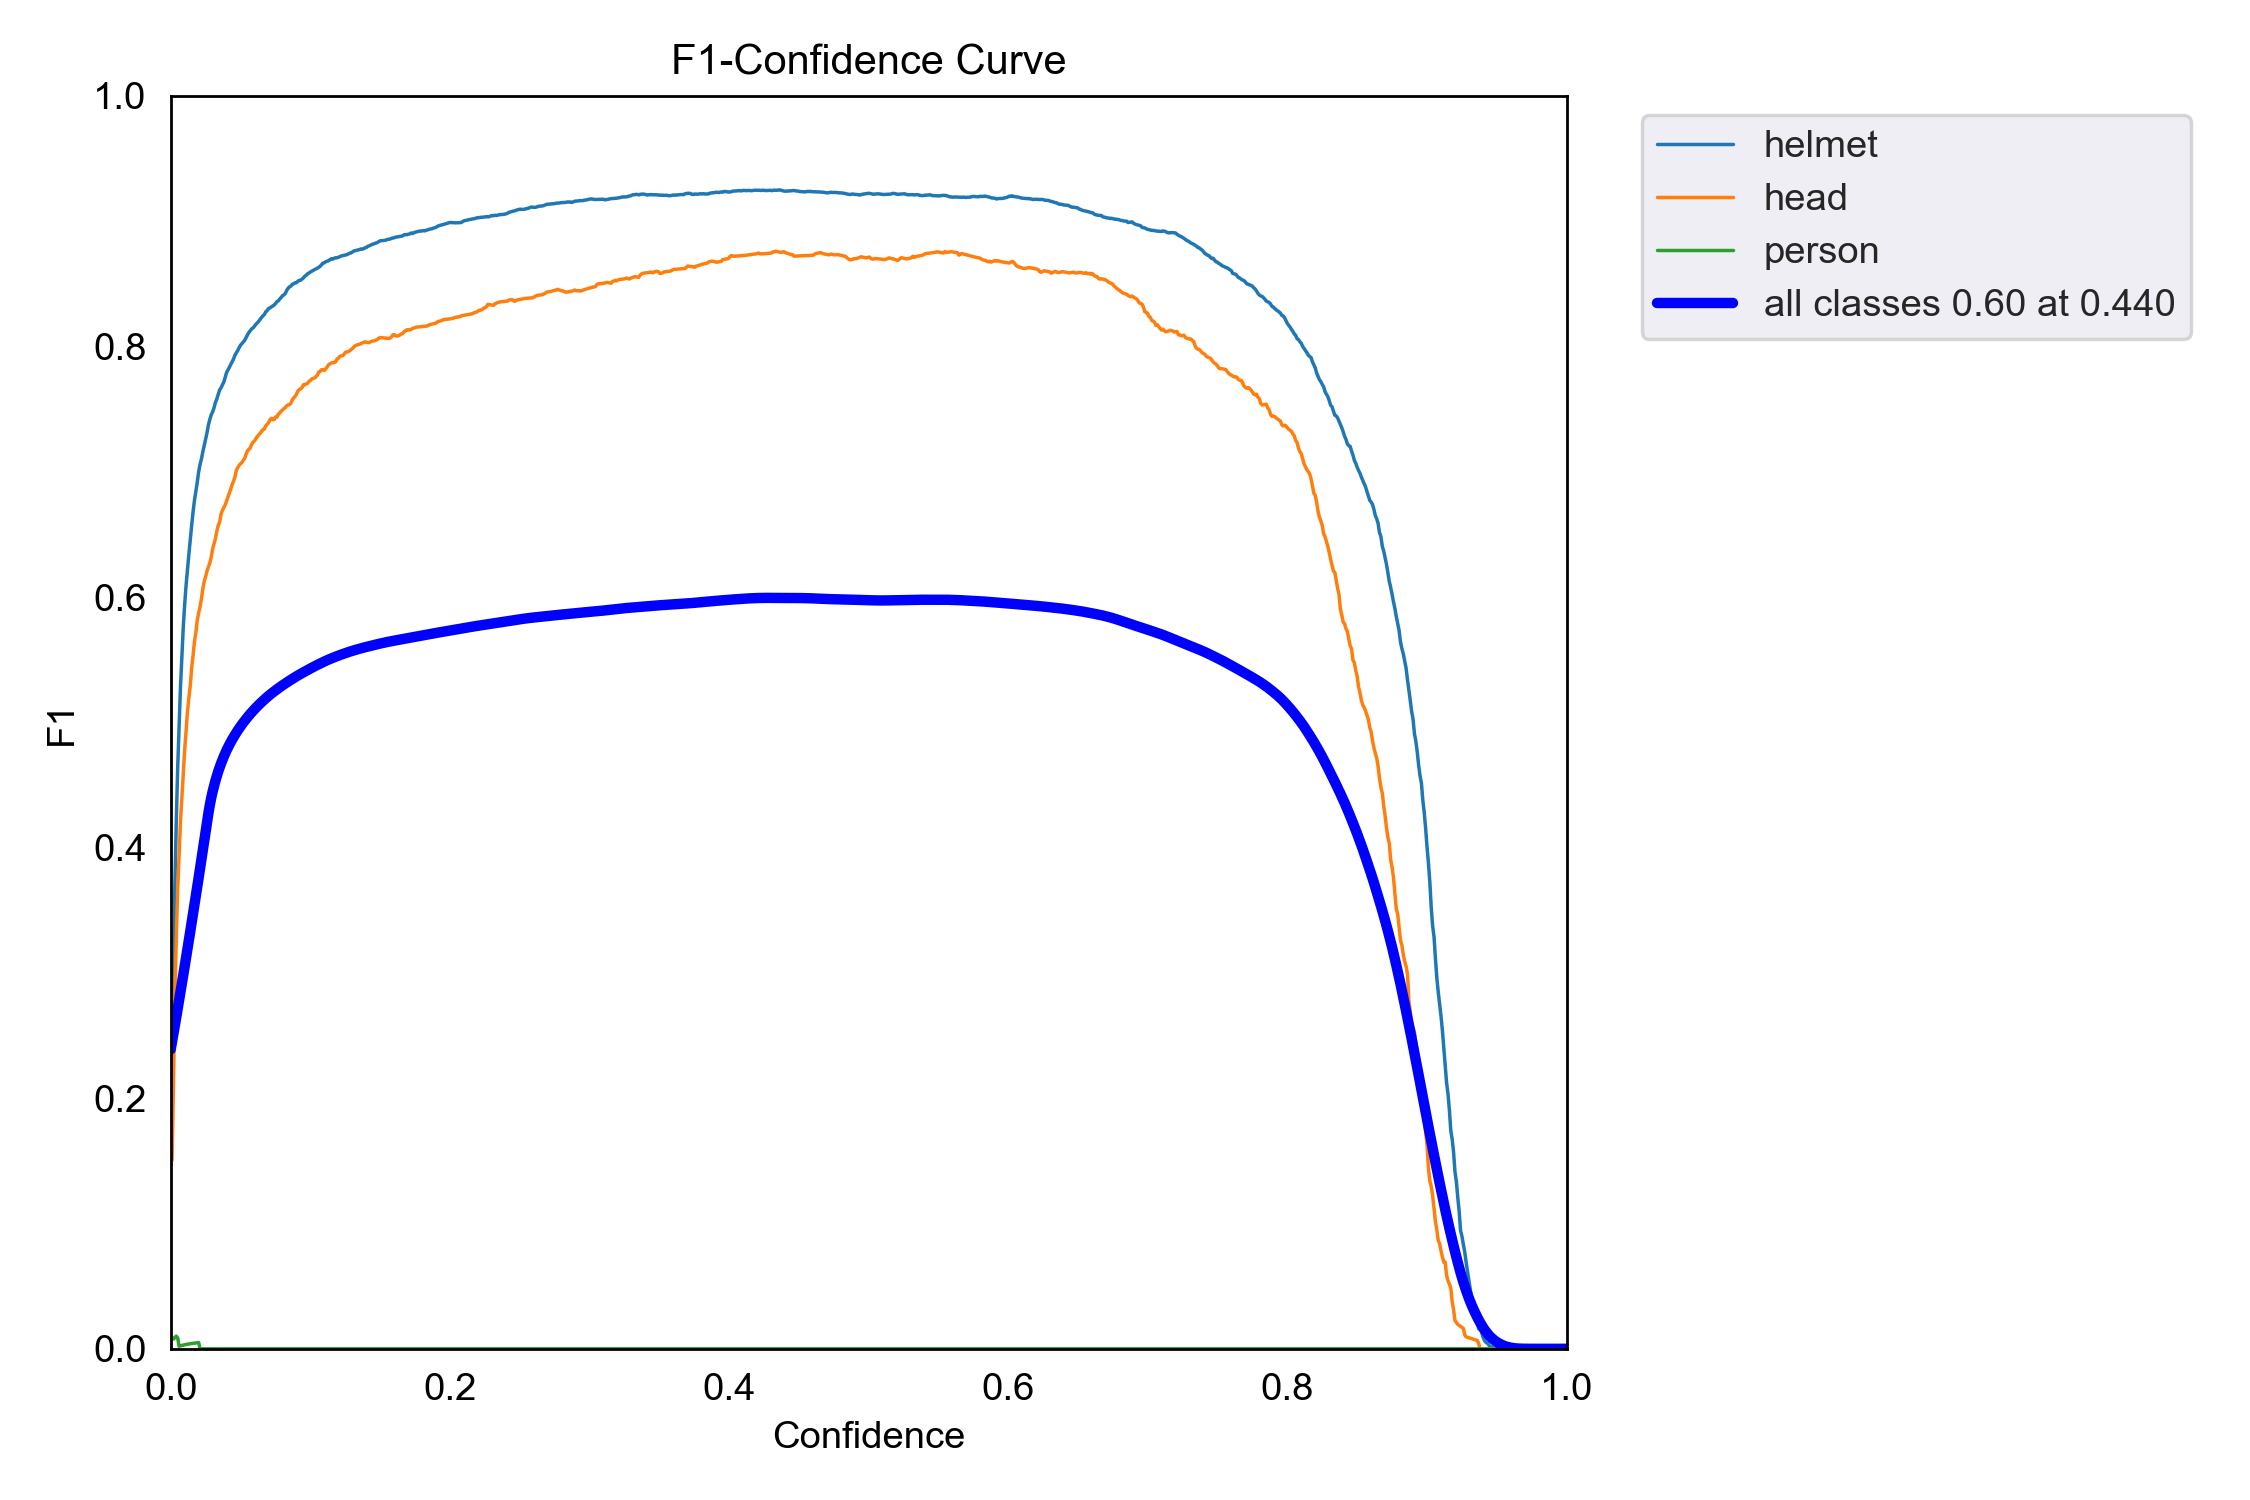 F1-Confidence Curve
1.0
0.8
0.6
0.4
0.2
0.0
F1
0.0 0.2 0.4 0.6 0.8 1.0
Confidence
helmet
head
person
all classes 0.60 at 0.440